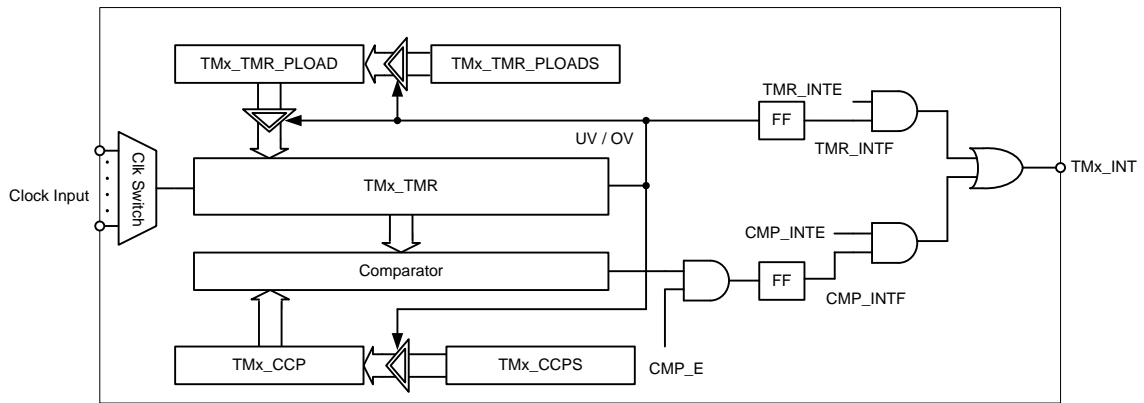 TMx_TMR_PLOAD
TMx_TMR_PLOADS
TMR_INTE
FF
TMR_INTF
UV / OV
Clock Input
Clk Switch
TMx_TMR
TMx_INT
CMP_INTE
Comparator
FF
CMP_INTF
TMx_CCP
TMx_CCPS
CMP_E